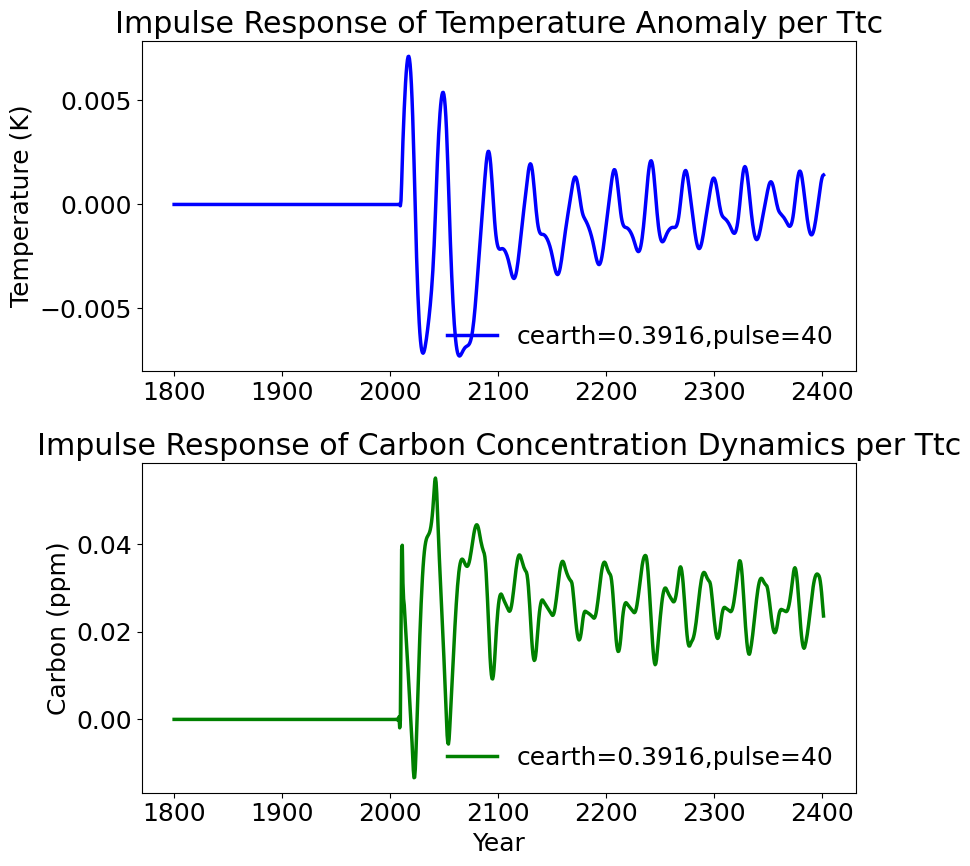 Impulse Response of Temperature Anomaly per Ttc
Temperature (K)
0.005
0.000
−0.005
cearth=0.3916,pulse=40
1800 1900 2000 2100 2200 2300 2400
Impulse Response of Carbon Concentration Dynamics per Ttc
Carbon (ppm)
0.04
0.02
0.00
cearth=0.3916,pulse=40
1800 1900 2000 2100 2200 2300 2400
Year